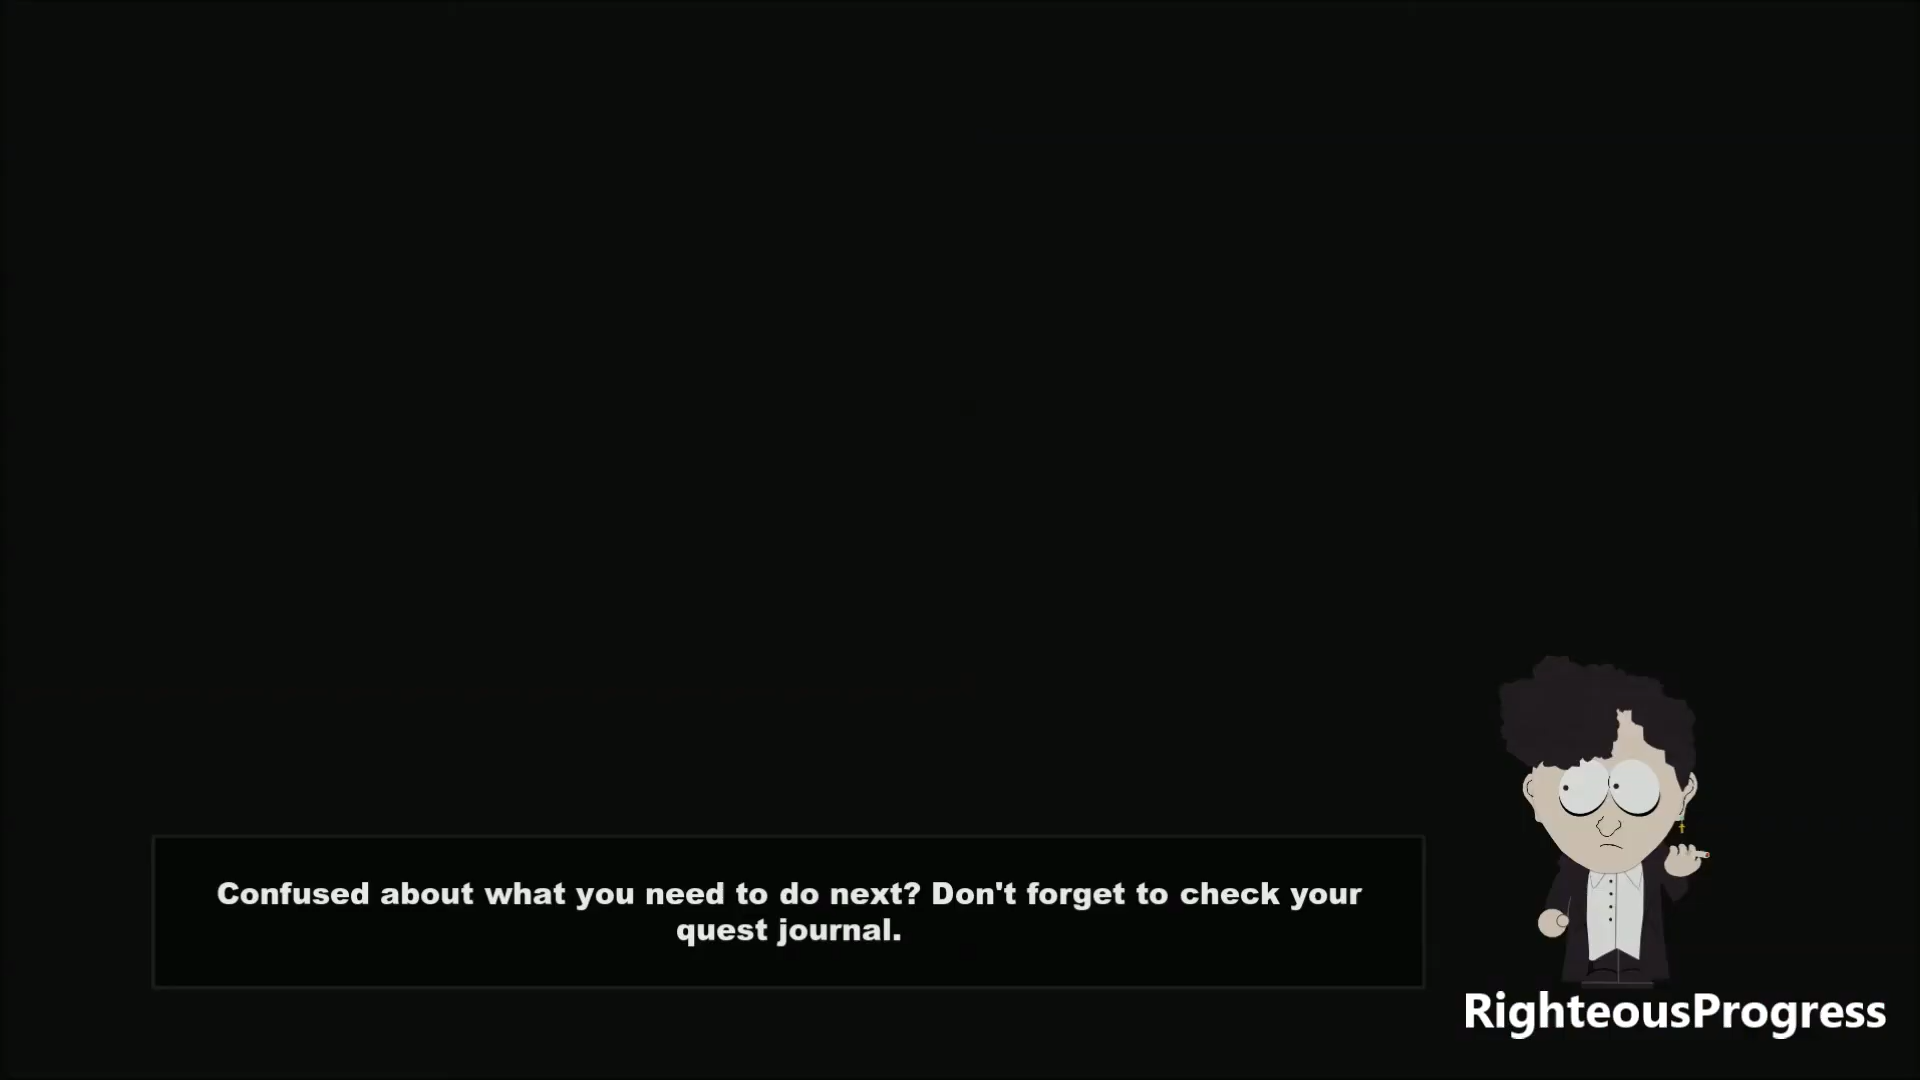 Confused about what you need to do next? Don't forget to check your
quest journal.
RighteousProgress